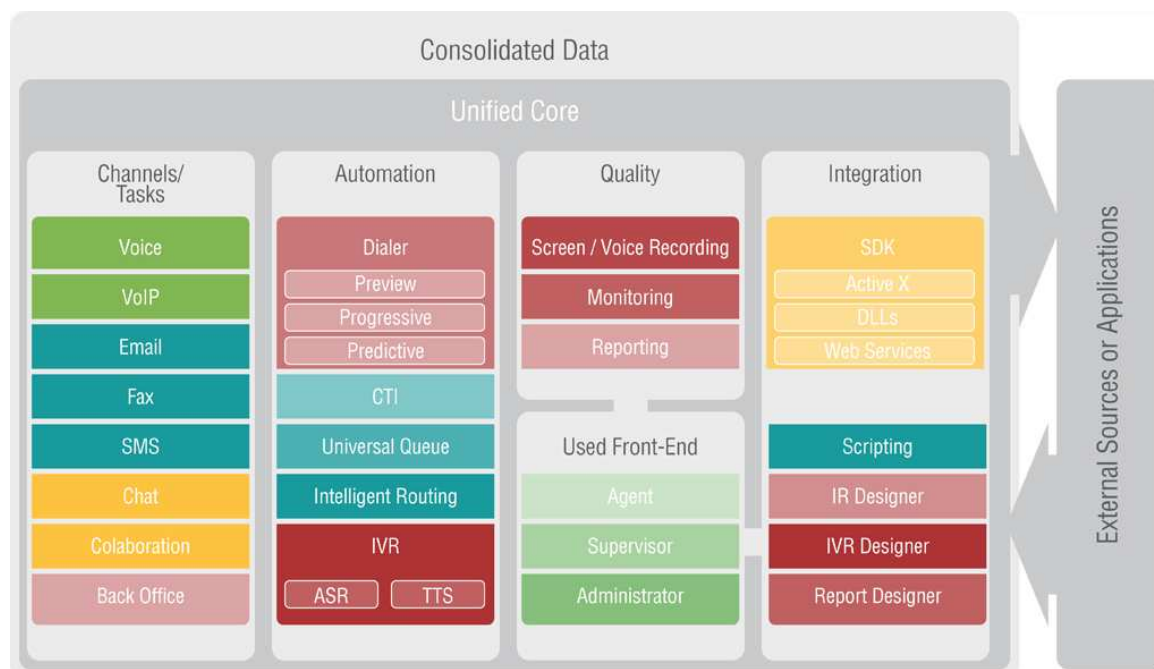 Consolidated Data
Unified Core
Channels/
Tasks
Voice
VoIP
Email
Fax
SMS
Chat
Colaboration
Back Office
Automation
Dialer
Preview
Progressive
Predictive
CTI
Universal Queue
Intelligent Routing
IVR
ASR
TTS
Quality
Screen / Voice Recording
Monitoring
Reporting
Used Front-End
Agent
Supervisor
Administrator
Integration
SDK
Active X
DLLs
Web Services
Scripting
IR Designer
IVR Designer
Report Designer
External Sources or Applications